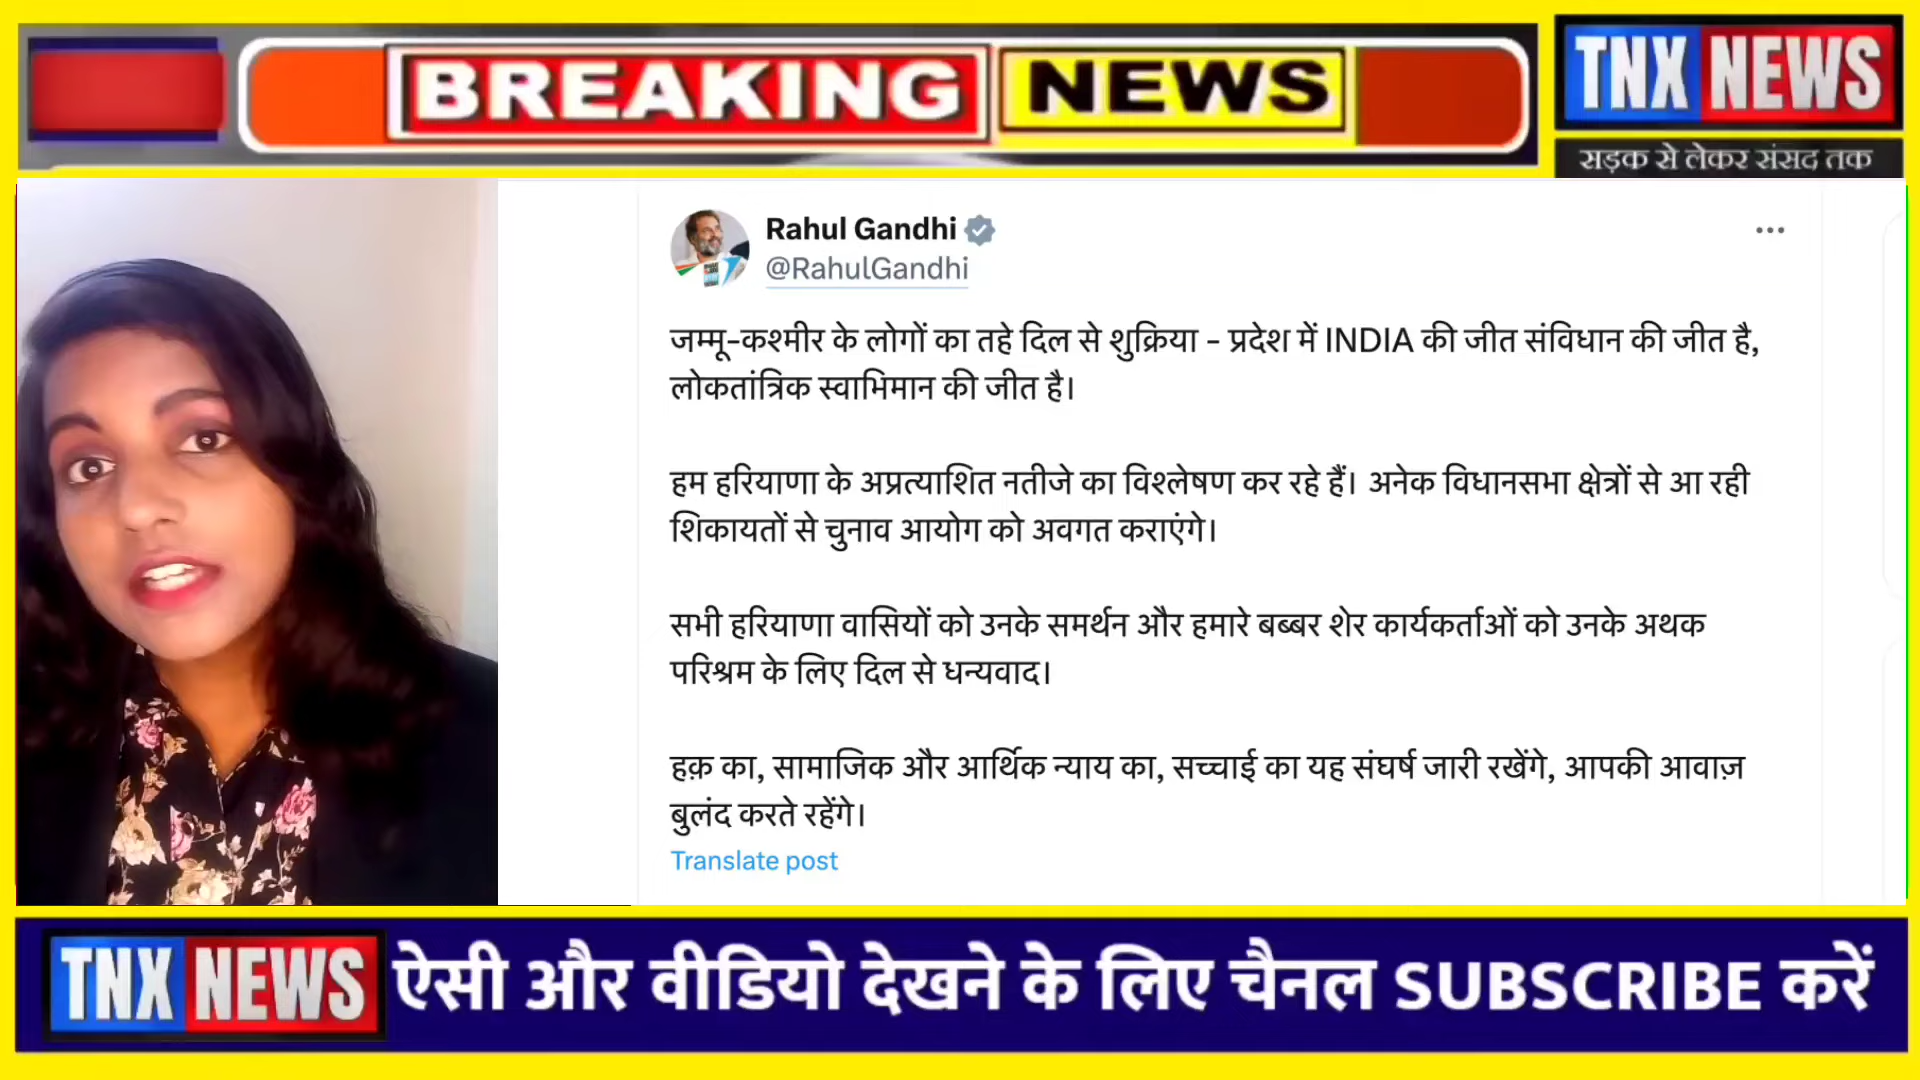 BREAKING NEWS
TNX NEWS
सड़क से लेकर संसद तक
Rahul Gandhi
@RahulGandhi
जम्मू-कश्मीर के लोगों का तहे दिल से शुक्रिया - प्रदेश में INDIA की जीत संविधान की जीत है,
लोकतांत्रिक स्वाभिमान की जीत है।
हम हरियाणा के अप्रत्याशित नतीजे का विश्लेषण कर रहे हैं। अनेक विधानसभा क्षेत्रों से आ रही
शिकायतों से चुनाव आयोग को अवगत कराएंगे।
सभी हरियाणा वासियों को उनके समर्थन और हमारे बब्बर शेर कार्यकर्ताओं को उनके अथक
परिश्रम के लिए दिल से धन्यवाद।
हक़ का, सामाजिक और आर्थिक न्याय का, सच्चाई का यह संघर्ष जारी रखेंगे, आपकी आवाज़
बुलंद करते रहेंगे।
Translate post
TNX NEWS ऐसी और वीडियो देखने के लिए चैनल SUBSCRIBE करें